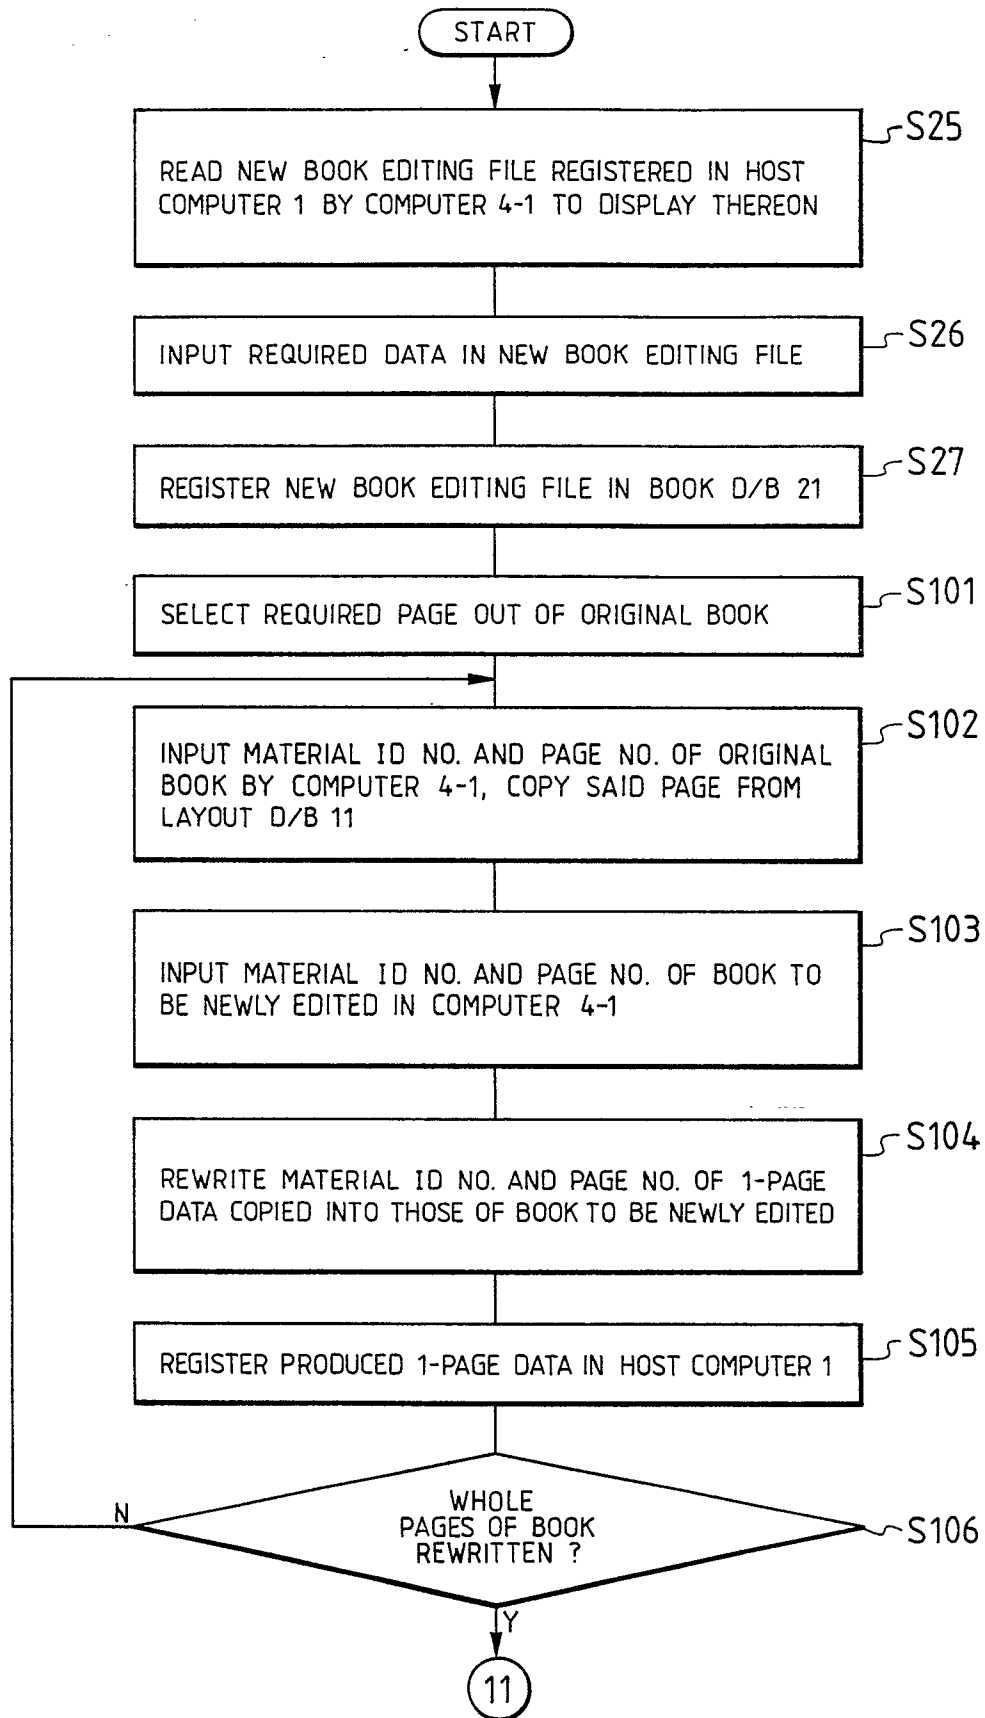 START
S25
READ NEW BOOK EDITING FILE REGISTERED IN HOST
COMPUTER 1 BY COMPUTER 4-1 TO DISPLAY THEREON
S26
INPUT REQUIRED DATA IN NEW BOOK EDITING FILE
S27
REGISTER NEW BOOK EDITING FILE IN BOOK D/B 21
S101
SELECT REQUIRED PAGE OUT OF ORIGINAL BOOK
S102
INPUT MATERIAL ID NO. AND PAGE NO. OF ORIGINAL
BOOK BY COMPUTER 4-1, COPY SAID PAGE FROM
LAYOUT D/B 11
S103
INPUT MATERIAL ID NO. AND PAGE NO. OF BOOK TO
BE NEWLY EDITED IN COMPUTER 4-1
S104
REWRITE MATERIAL ID NO. AND PAGE NO. OF 1-PAGE
DATA COPIED INTO THOSE OF BOOK TO BE NEWLY EDITED
S105
REGISTER PRODUCED 1-PAGE DATA IN HOST COMPUTER 1
N
WHOLE
PAGES OF BOOK
REWRITTEN ?
S106
Y
11